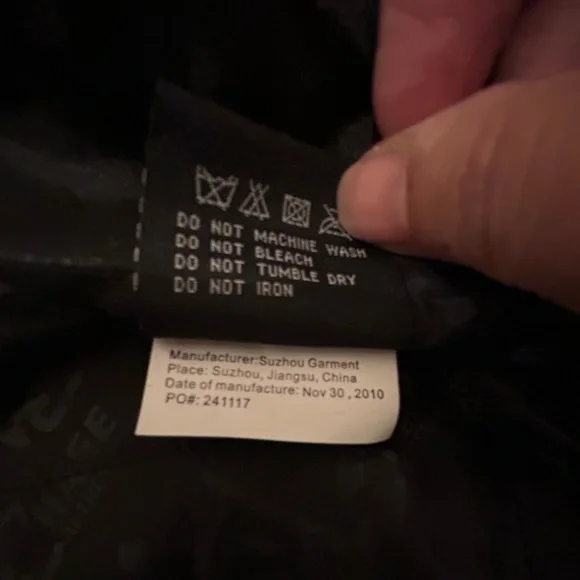 DO NOT MACHINE WASH
DO NOT BLEACH
DO NOT TUMBLE DRY
DO NOT IRON
Manufacturer:Suzhou Garment
Place: Suzhou, Jiangsu, China
Date of manufacture: Nov 30 , 2010
PO#: 241117